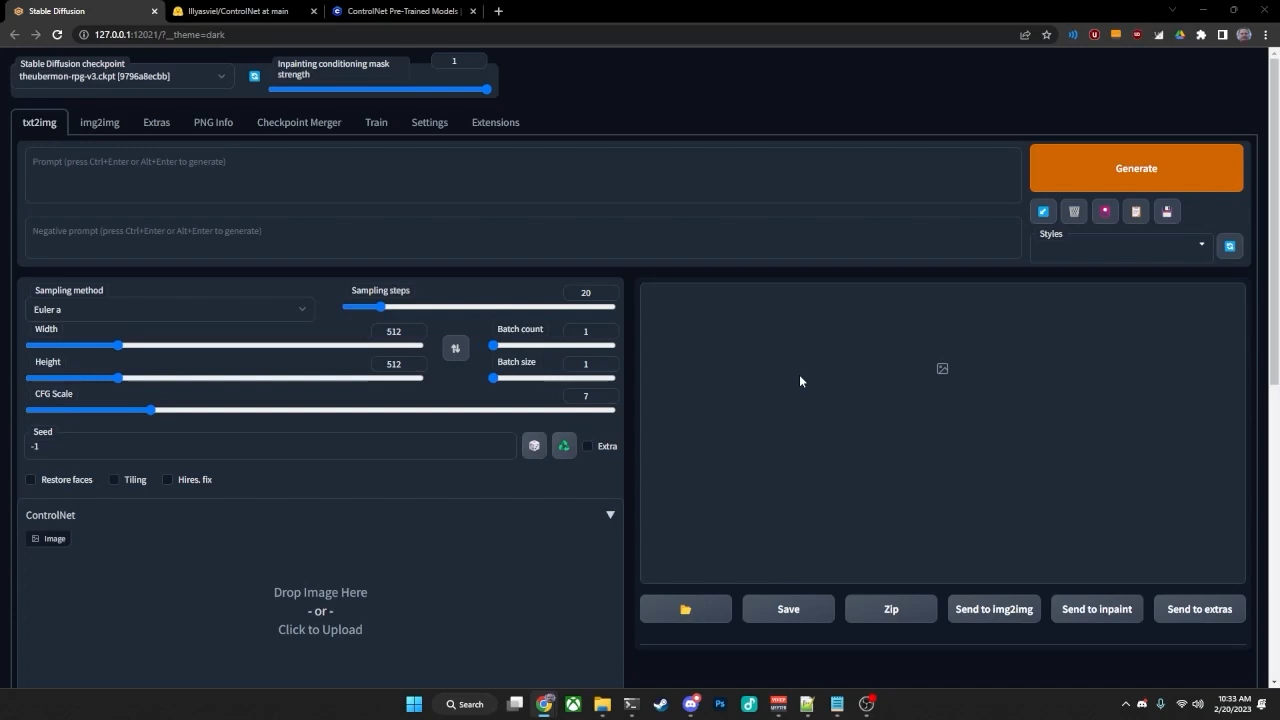 Stable Diffusion
lllyasviel/ControlNet at main
ControlNet Pre-Trained Models |
127.0.0.1:12021/?__theme=dark
Stable Diffusion checkpoint
theubermon-rpg-v3.ckpt [9796a8ecbb]
Inpainting conditioning mask
strength
1
txt2img
img2img
Extras
PNG Info
Checkpoint Merger
Train
Settings
Extensions
Prompt (press Ctrl+Enter or Alt+Enter to generate)
Generate
Negative prompt (press Ctrl+Enter or Alt+Enter to generate)
Styles
Sampling method
Euler a
Sampling steps
20
Width
512
Batch count
1
Height
512
Batch size
1
CFG Scale
7
Seed
-1
Extra
Restore faces
Tiling
Hires. fix
ControlNet
Image
Drop Image Here
- or -
Click to Upload
Save
Zip
Send to img2img
Send to inpaint
Send to extras
Search
10:33 AM
2/20/2023